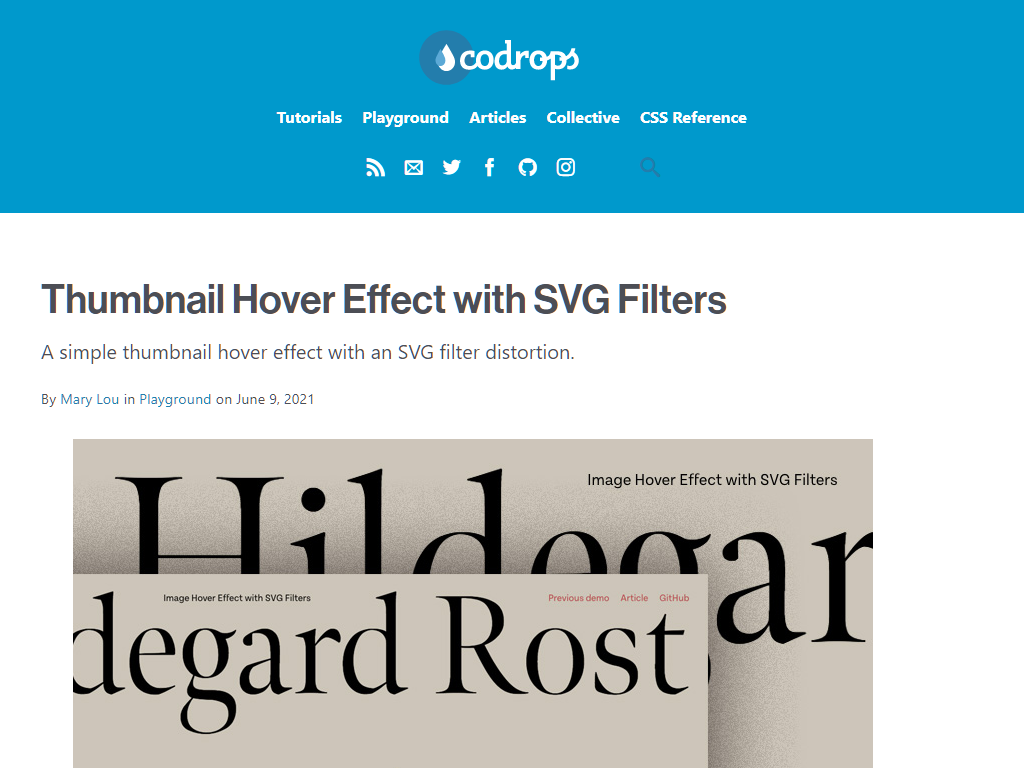 codrops
Tutorials Playground Articles Collective CSS Reference
Thumbnail Hover Effect with SVG Filters
A simple thumbnail hover effect with an SVG filter distortion.
By Mary Lou in Playground on June 9, 2021
Image Hover Effect with SVG Filters
Hildegar
Image Hover Effect with SVG Filters Previous demo Article GitHub
degard Rost